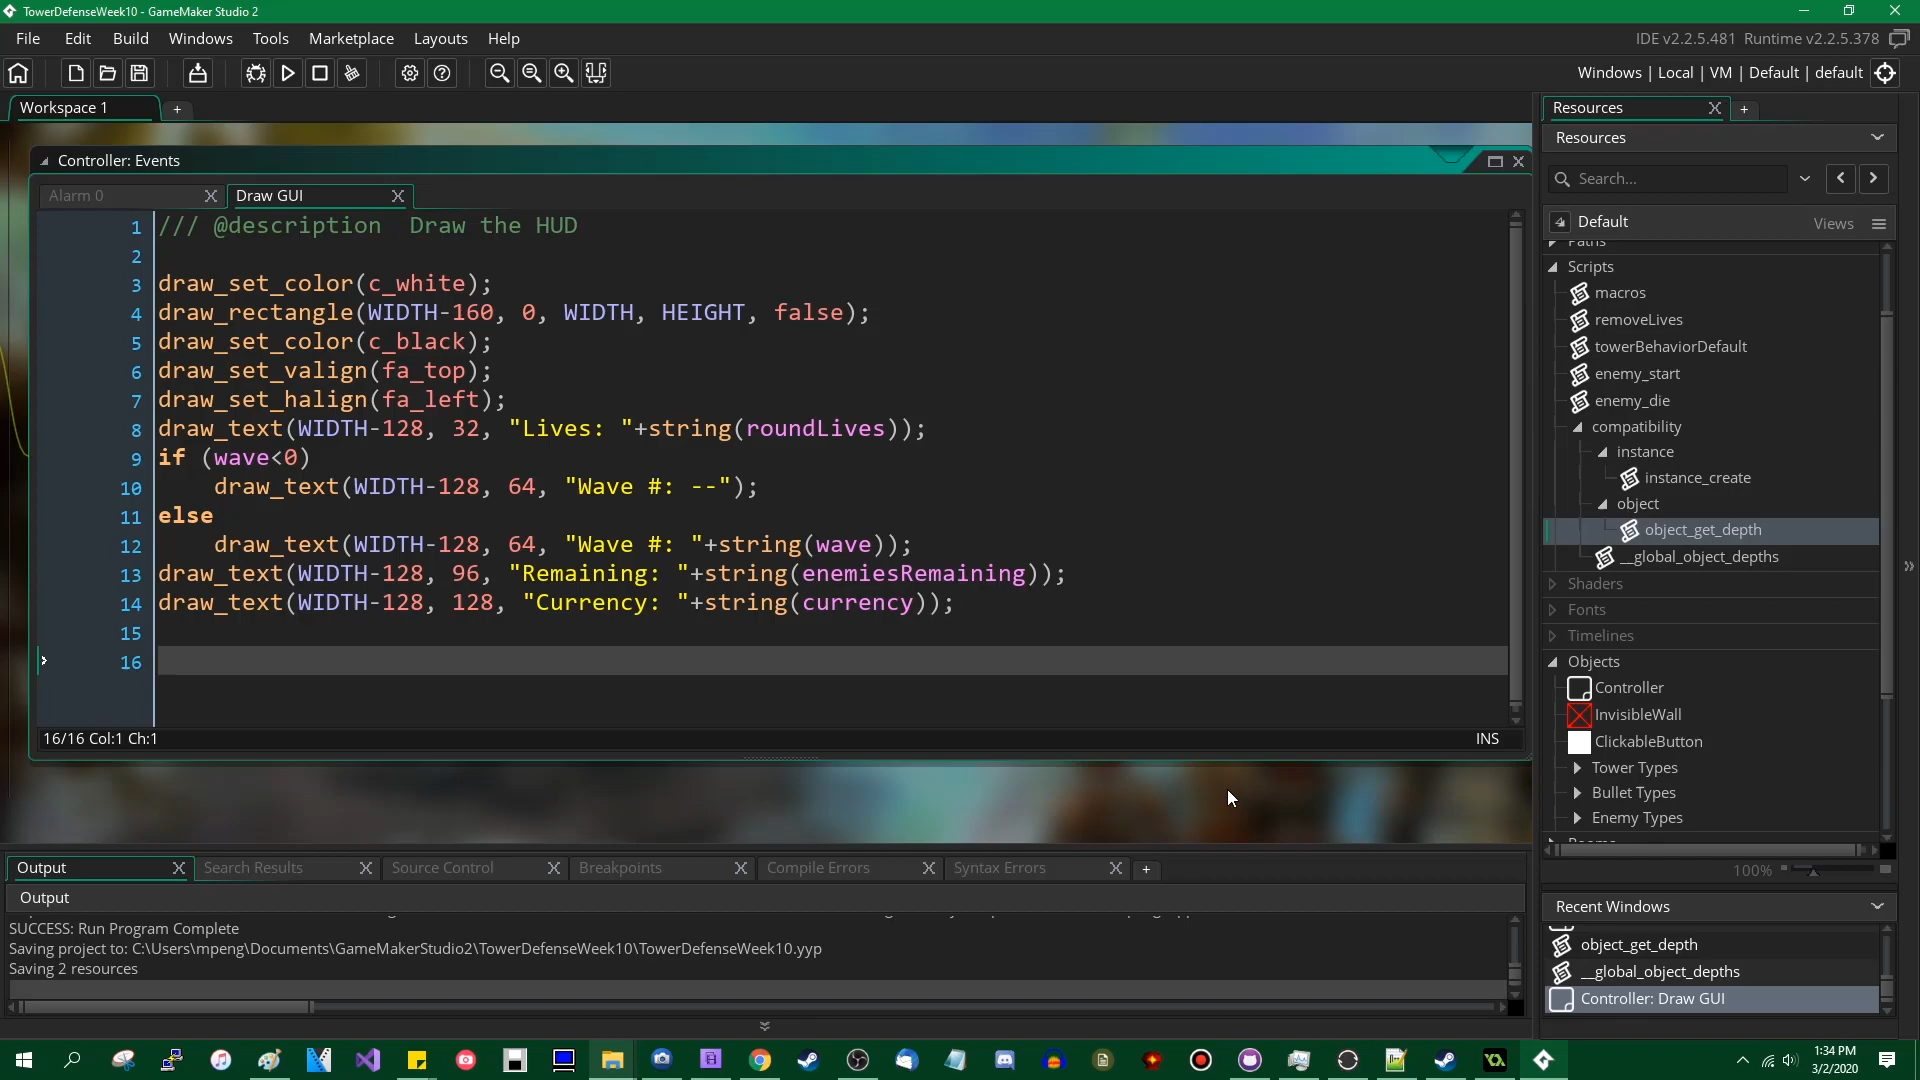 TowerDefenseWeek10 - GameMaker Studio 2
File Edit Build Windows Tools Marketplace Layouts Help
IDE v2.2.5.481 Runtime v2.2.5.378
Windows | Local | VM | Default | default
Workspace 1
Controller: Events
Alarm 0
Draw GUI
1 /// @description  Draw the HUD
2
3 draw_set_color(c_white);
4 draw_rectangle(WIDTH-160, 0, WIDTH, HEIGHT, false);
5 draw_set_color(c_black);
6 draw_set_valign(fa_top);
7 draw_set_halign(fa_left);
8 draw_text(WIDTH-128, 32, "Lives: "+string(roundLives));
9 if (wave<0)
10     draw_text(WIDTH-128, 64, "Wave #: --");
11 else
12     draw_text(WIDTH-128, 64, "Wave #: "+string(wave));
13 draw_text(WIDTH-128, 96, "Remaining: "+string(enemiesRemaining));
14 draw_text(WIDTH-128, 128, "Currency: "+string(currency));
15
16
16/16 Col:1 Ch:1
INS
Output
Search Results
Source Control
Breakpoints
Compile Errors
Syntax Errors
Output
SUCCESS: Run Program Complete
Saving project to: C:\Users\mpeng\Documents\GameMakerStudio2\TowerDefenseWeek10\TowerDefenseWeek10.yyp
Saving 2 resources
Resources
Resources
Search...
Default
Views
Paths
Scripts
macros
removeLives
towerBehaviorDefault
enemy_start
enemy_die
compatibility
instance
instance_create
object
object_get_depth
__global_object_depths
Shaders
Fonts
Timelines
Objects
Controller
InvisibleWall
ClickableButton
Tower Types
Bullet Types
Enemy Types
100%
Recent Windows
object_get_depth
__global_object_depths
Controller: Draw GUI
1:34 PM
3/2/2020